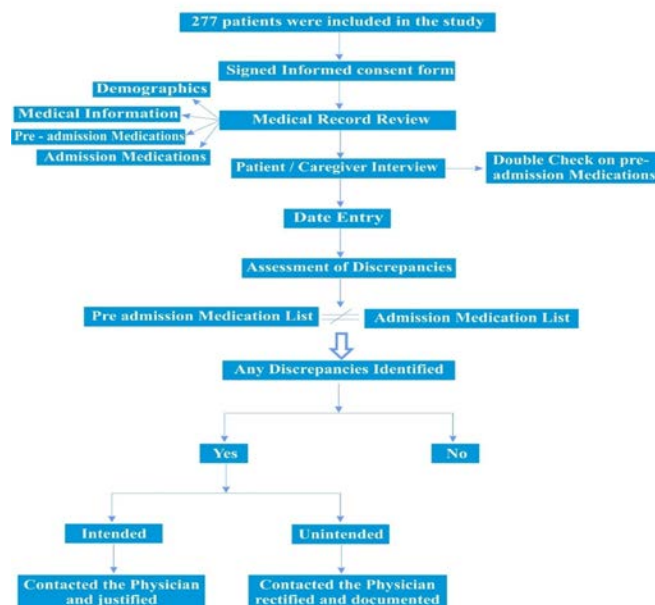 277 patients were included in the study
Signed Informed consent form
Demographics
Medical Information
Pre - admission Medications
Admission Medications
Medical Record Review
Patient / Caregiver Interview
Double Check on pre-
admission Medications
Date Entry
Assessment of Discrepancies
Pre admission Medication List
Admission Medication List
Any Discrepancies Identified
Yes
No
Intended
Unintended
Contacted the Physician
and justified
Contacted the Physician
rectified and documented